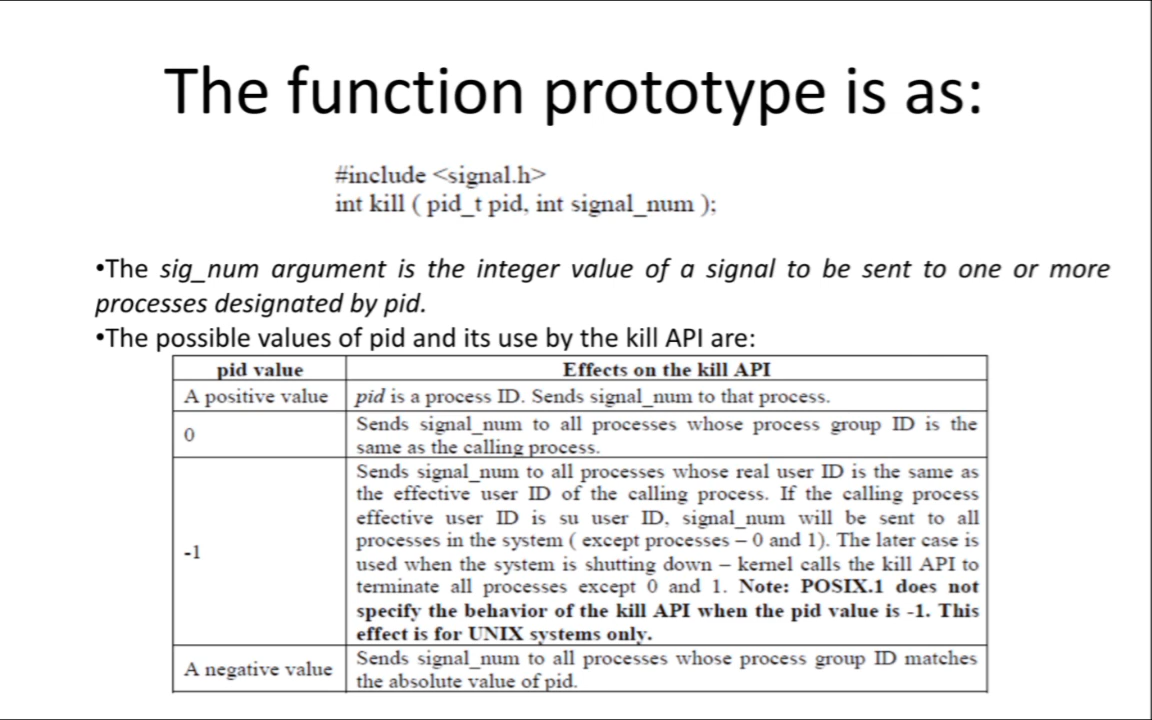 The function prototype is as:
#include <signal.h>
int kill ( pid_t pid, int signal_num );
•The sig_num argument is the integer value of a signal to be sent to one or more
processes designated by pid.
•The possible values of pid and its use by the kill API are:
pid value Effects on the kill API
A positive value pid is a process ID. Sends signal_num to that process.
0 Sends signal_num to all processes whose process group ID is the
same as the calling process.
-1 Sends signal_num to all processes whose real user ID is the same as
the effective user ID of the calling process. If the calling process
effective user ID is su user ID, signal_num will be sent to all
processes in the system ( except processes – 0 and 1). The later case is
used when the system is shutting down – kernel calls the kill API to
terminate all processes except 0 and 1. Note: POSIX.1 does not
specify the behavior of the kill API when the pid value is -1. This
effect is for UNIX systems only.
A negative value Sends signal_num to all processes whose process group ID matches
the absolute value of pid.